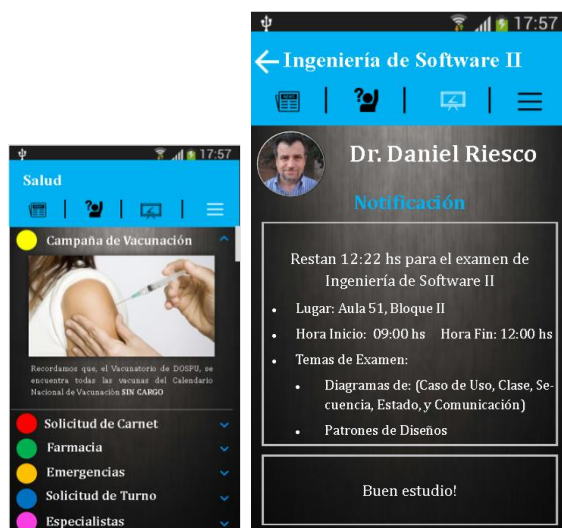 17:57
Salud
Campaña de Vacunación
Recordamos que, el Vacunatorio de DOSPU, se
encuentra todas las vacunas del Calendario
Nacional de Vacunación SIN CARGO
Solicitud de Carnet
Farmacia
Emergencias
Solicitud de Turno
Especialistas
17:57
Ingeniería de Software II
Dr. Daniel Riesco
Notificación
Restan 12:22 hs para el examen de
Ingeniería de Software II
• Lugar: Aula 51, Bloque II
• Hora Inicio: 09:00 hs Hora Fin: 12:00 hs
• Temas de Examen:
• Diagramas de: (Caso de Uso, Clase, Se-
cuencia, Estado, y Comunicación)
• Patrones de Diseños
Buen estudio!